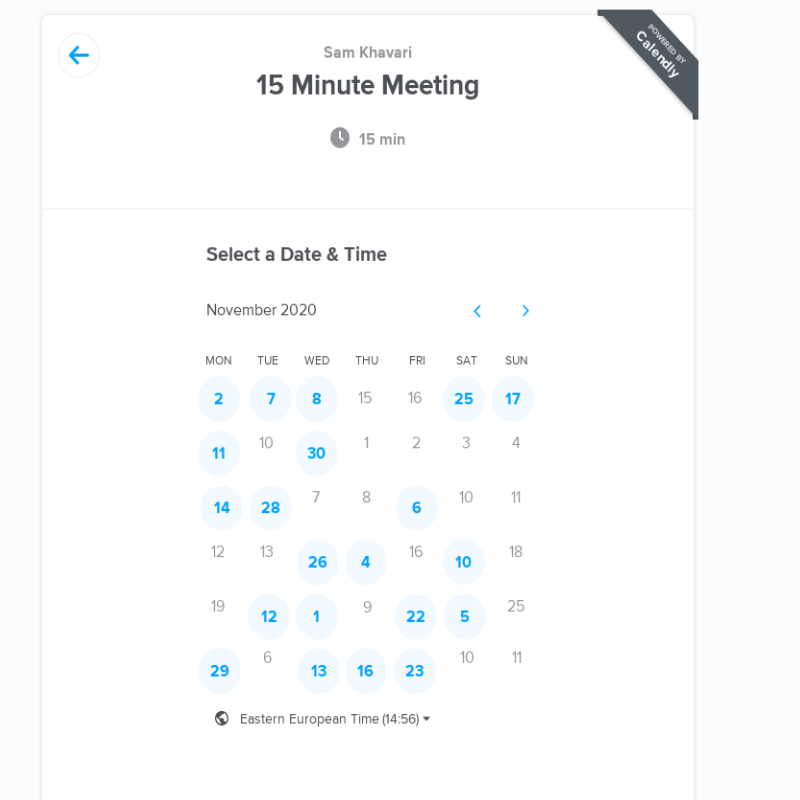 POWERED BY
Calendly
Sam Khavari
15 Minute Meeting
15 min
Select a Date & Time
November 2020
MON TUE WED THU FRI SAT SUN
2 7 8 15 16 25 17
11 10 30 1 2 3 4
14 28 7 8 6 10 11
12 13 26 4 16 10 18
19 12 1 9 22 5 25
29 6 13 16 23 10 11
Eastern European Time (14:56)